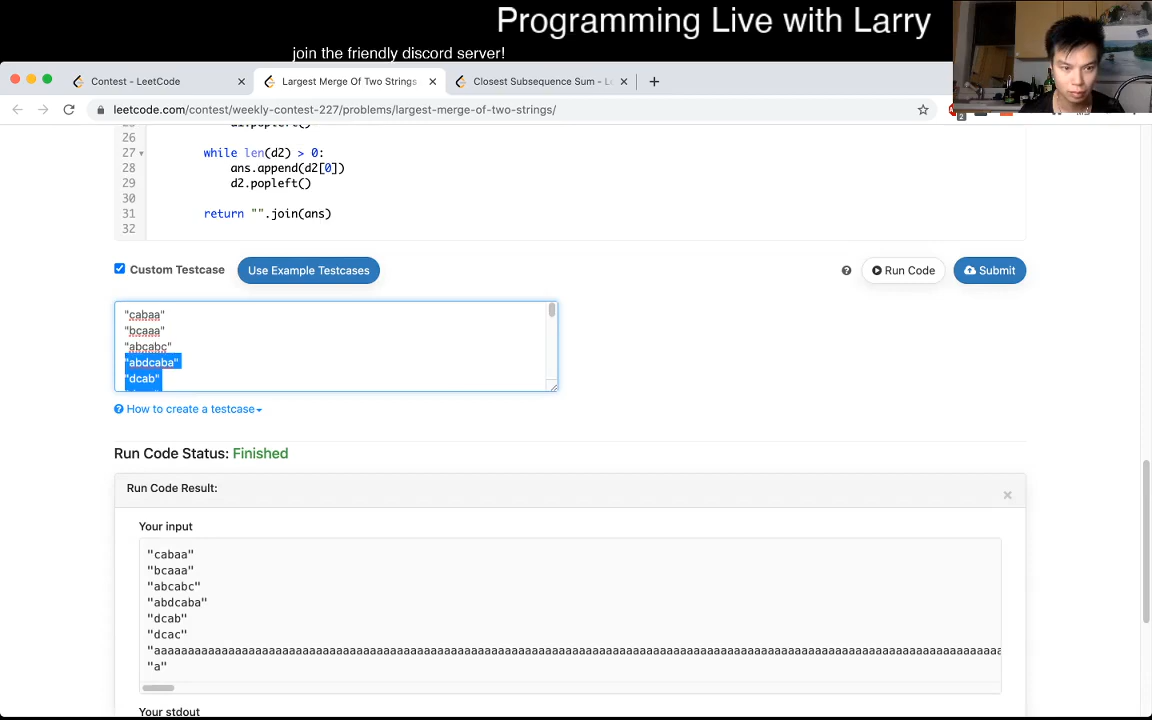 Programming Live with Larry
join the friendly discord server!
Contest - LeetCode
Largest Merge Of Two Strings
Closest Subsequence Sum - L
leetcode.com/contest/weekly-contest-227/problems/largest-merge-of-two-strings/
2
26
27 while len(d2) > 0:
28 ans.append(d2[0])
29 d2.popleft()
30
31 return "".join(ans)
32
Custom Testcase
Use Example Testcases
Run Code
Submit
"cabaa"
"bcaaa"
"abcabc"
"abdcaba"
"dcab"
How to create a testcase
Run Code Status: Finished
Run Code Result:
×
Your input
"cabaa"
"bcaaa"
"abcabc"
"abdcaba"
"dcab"
"dcac"
"a"
Your stdout